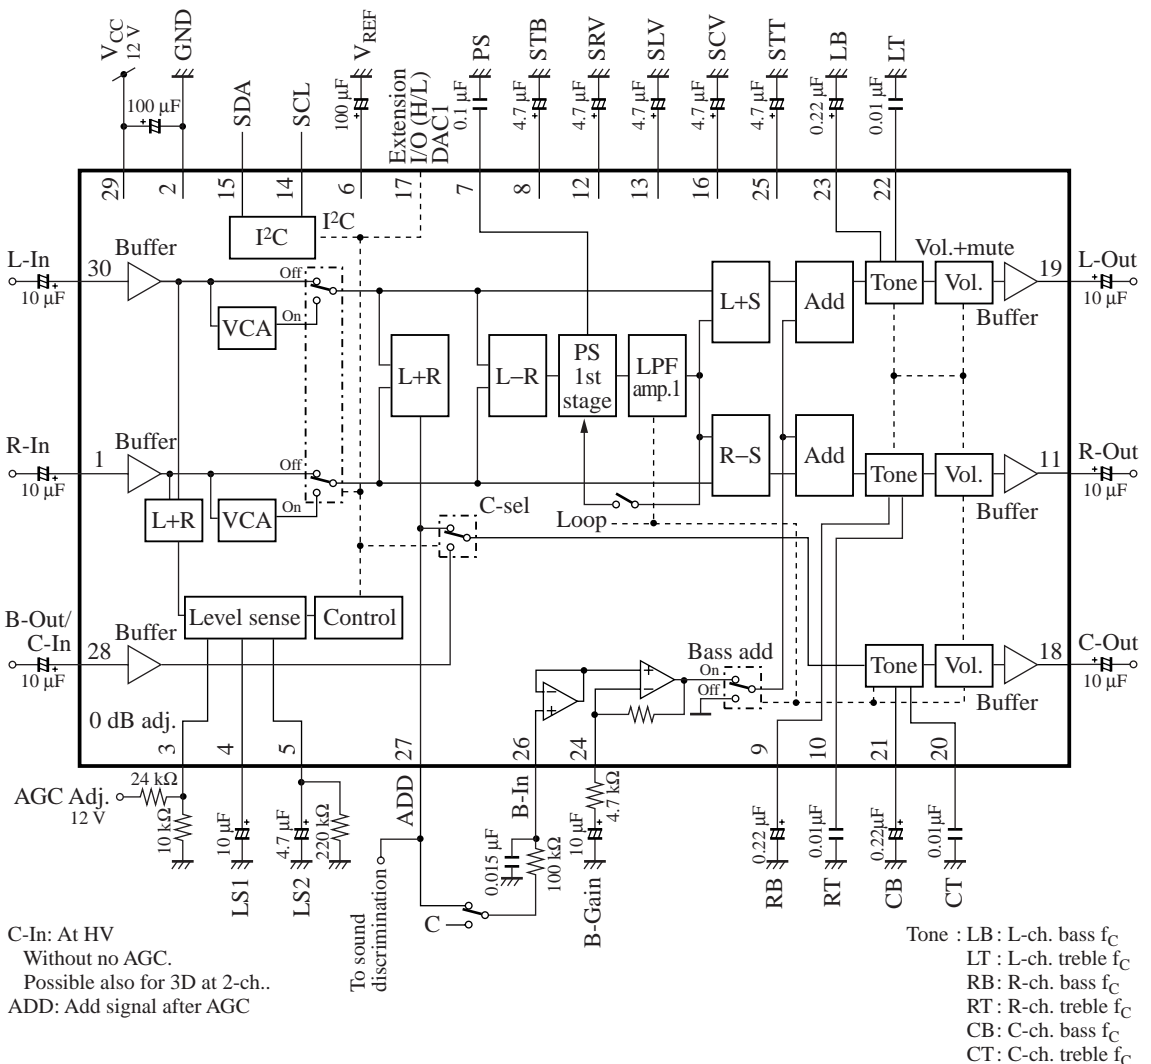 VCC
12 V
GND
100 µF
SDA
SCL
VREF
100 µF
Extension
I/O (H/L)
DAC1
PS
0.1 µF
STB
4.7 µF
SRV
4.7 µF
SLV
4.7 µF
SCV
4.7 µF
STT
4.7 µF
LB
0.22 µF
LT
0.01 µF
29
2
15
14
6
17
7
8
12
13
16
25
23
22
I²C
I²C
L-In
10 µF
30
Buffer
Off
On
VCA
L+R
L−R
PS
1st
stage
LPF
amp.1
L+S
Add
Tone
Vol.+mute
Vol.
Buffer
19
L-Out
10 µF
R-In
10 µF
1
Buffer
Off
On
L+R
VCA
C-sel
Loop
R−S
Add
Tone
Vol.
Buffer
11
R-Out
10 µF
B-Out/
C-In
10 µF
28
Buffer
Level sense
Control
Bass add
On
Off
Tone
Vol.
Buffer
18
C-Out
10 µF
0 dB adj.
3
4
5
27
26
24
9
10
21
20
AGC Adj.
12 V
24 kΩ
10 kΩ
10 µF
LS1
4.7 µF
LS2
220 kΩ
ADD
To sound
discrimination
C
B-In
0.015 µF
100 kΩ
4.7 kΩ
10 µF
B-Gain
0.22 µF
RB
0.01µF
RT
0.22µF
CB
0.01µF
CT
C-In: At HV
Without no AGC.
Possible also for 3D at 2-ch..
ADD: Add signal after AGC
Tone : LB : L-ch. bass fC
LT : L-ch. treble fC
RB : R-ch. bass fC
RT : R-ch. treble fC
CB : C-ch. bass fC
CT : C-ch. treble fC